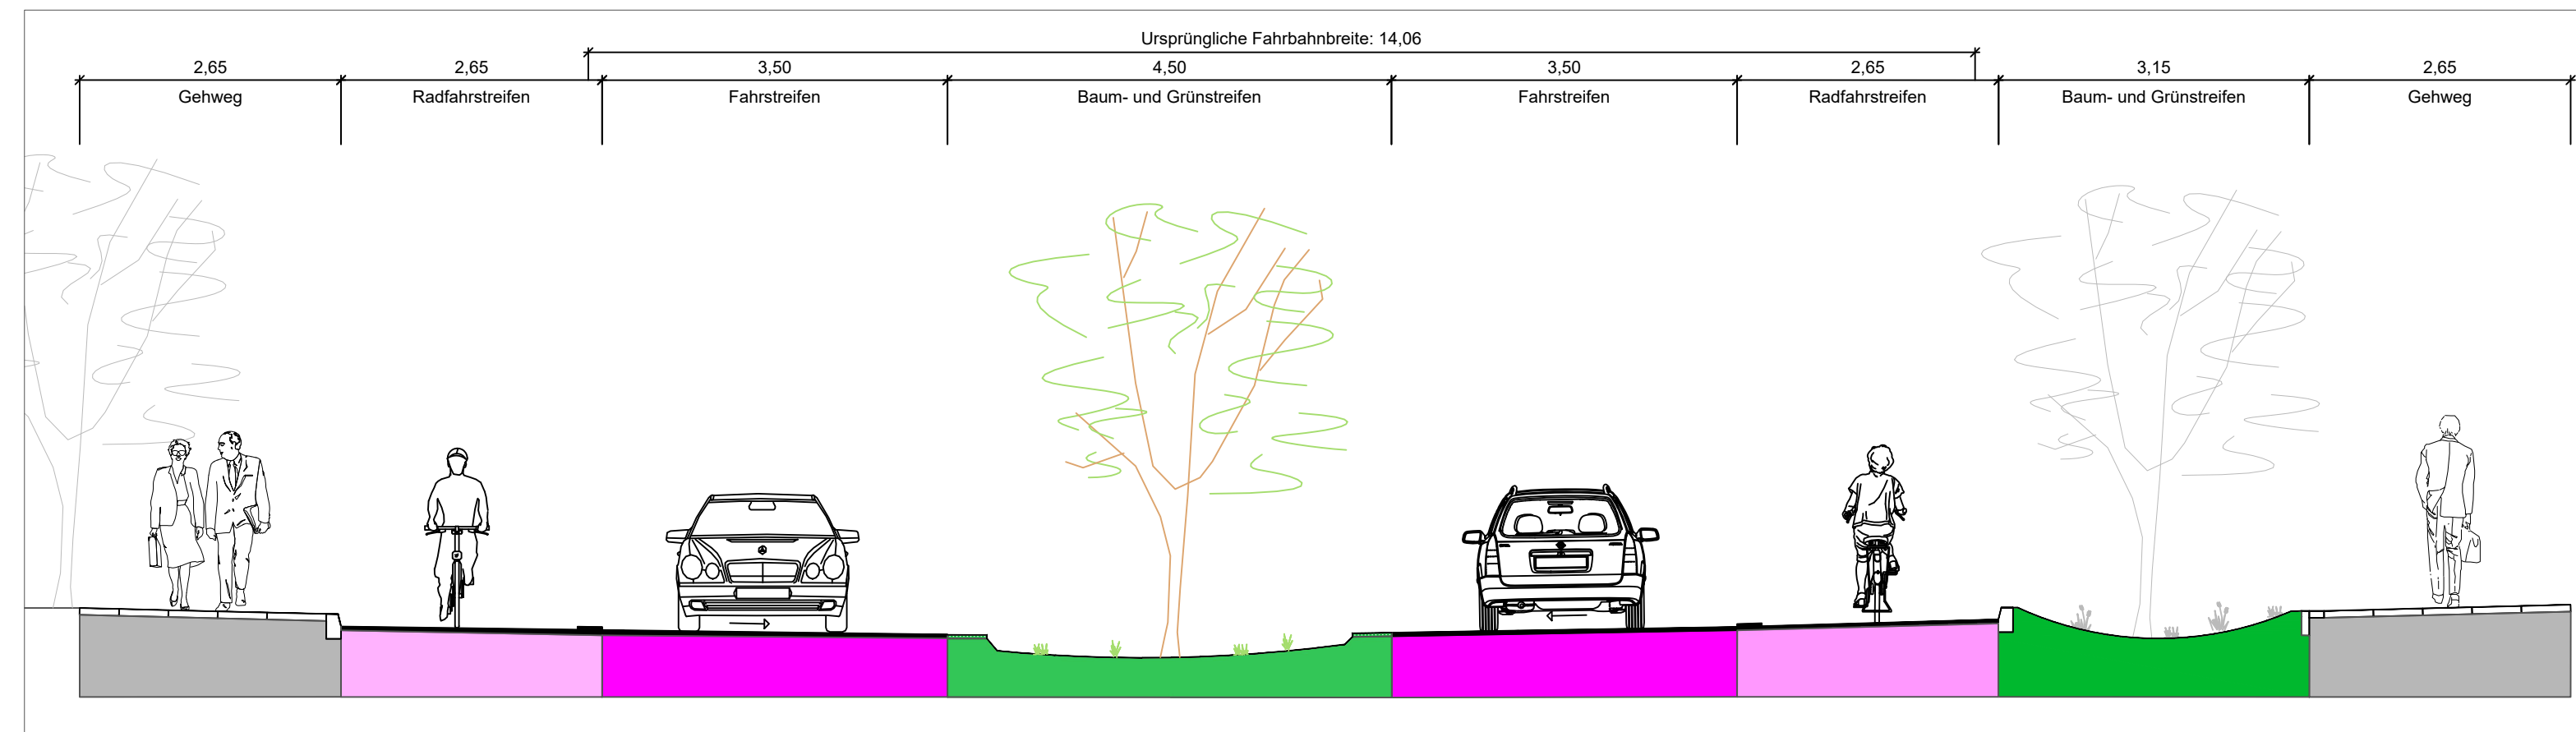 Ursprüngliche Fahrbahnbreite: 14,06
2,65 2,65 3,50 4,50 3,50 2,65 3,15 2,65
Gehweg Radfahrstreifen Fahrstreifen Baum- und Grünstreifen Fahrstreifen Radfahrstreifen Baum- und Grünstreifen Gehweg